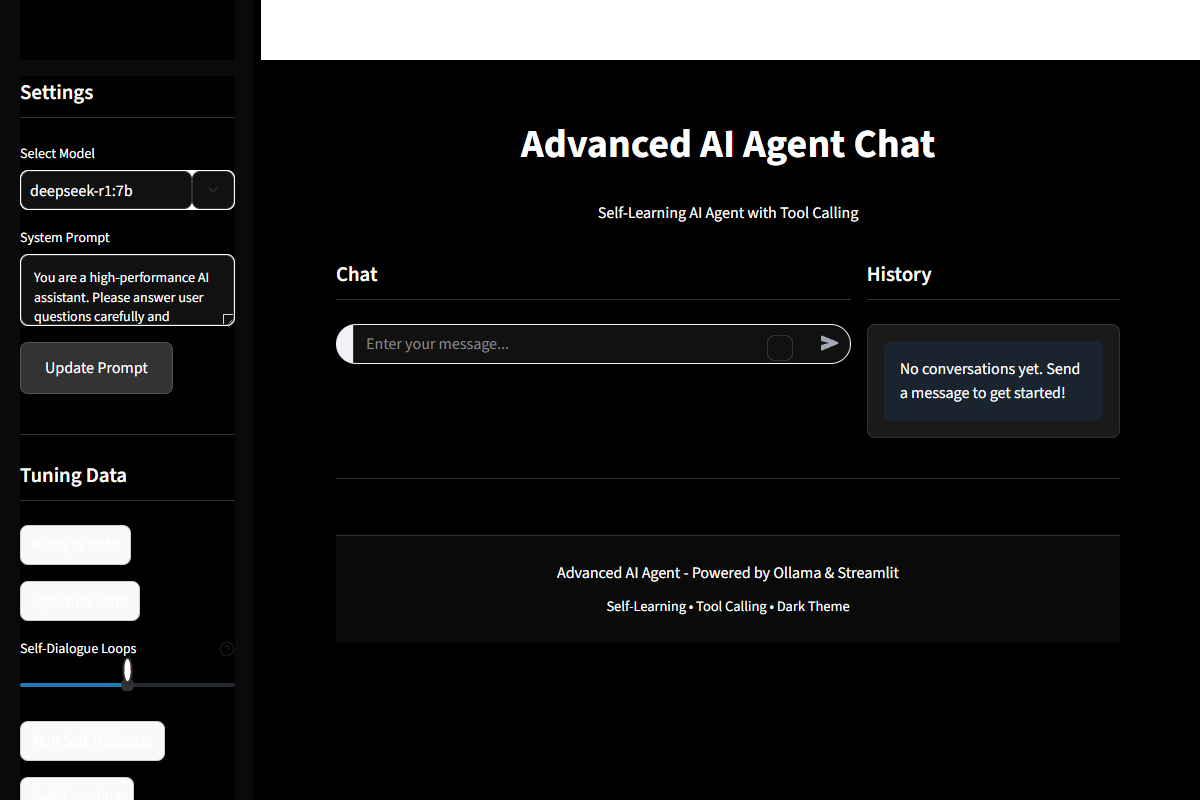 Settings
Select Model
deepseek-r1:7b
System Prompt
You are a high-performance AI
assistant. Please answer user
questions carefully and
Update Prompt
Tuning Data
Analyze Data
Optimize Data
Self-Dialogue Loops
Run Self-Dialogue
Self-Learning
Advanced AI Agent Chat
Self-Learning AI Agent with Tool Calling
Chat
Enter your message...
History
No conversations yet. Send
a message to get started!
Advanced AI Agent - Powered by Ollama & Streamlit
Self-Learning • Tool Calling • Dark Theme